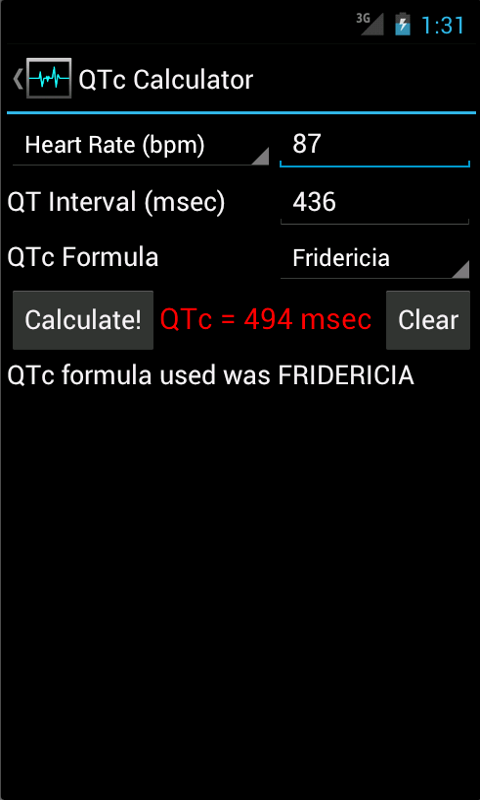 3G 1:31
QTc Calculator
Heart Rate (bpm) 87
QT Interval (msec) 436
QTc Formula Fridericia
Calculate! QTc = 494 msec Clear
QTc formula used was FRIDERICIA